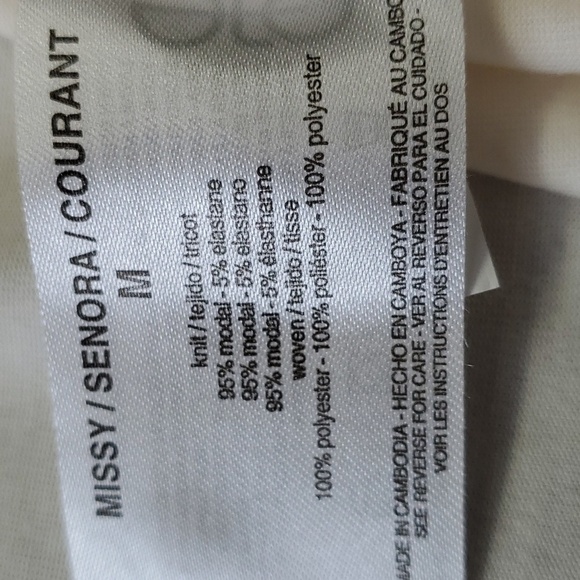 MISSY / SENORA / COURANT
M
knit / tejido / tricot
95% modal - 5% elastane
95% modal - 5% elastano
95% modal - 5% élasthanne
woven / tejido / tisse
100% polyester - 100% poliéster - 100% polyester
MADE IN CAMBODIA - HECHO EN CAMBOYA - FABRIQUÉ AU CAMBO
SEE REVERSE FOR CARE - VER AL REVERSO PARA EL CUIDADO -
VOIR LES INSTRUCTIONS D'ENTRETIEN AU DOS